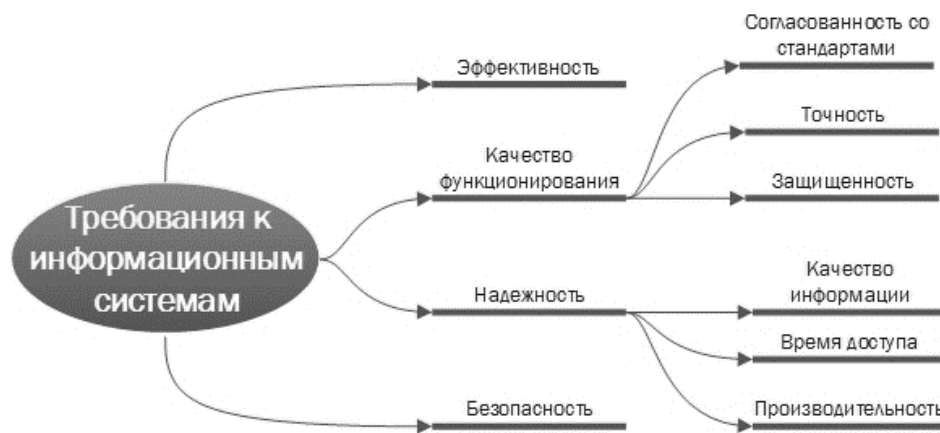 Требования к
информационным
системам
Эффективность
Качество
функционирования
Согласованность со
стандартами
Точность
Защищенность
Надежность
Качество
информации
Время доступа
Производительность
Безопасность